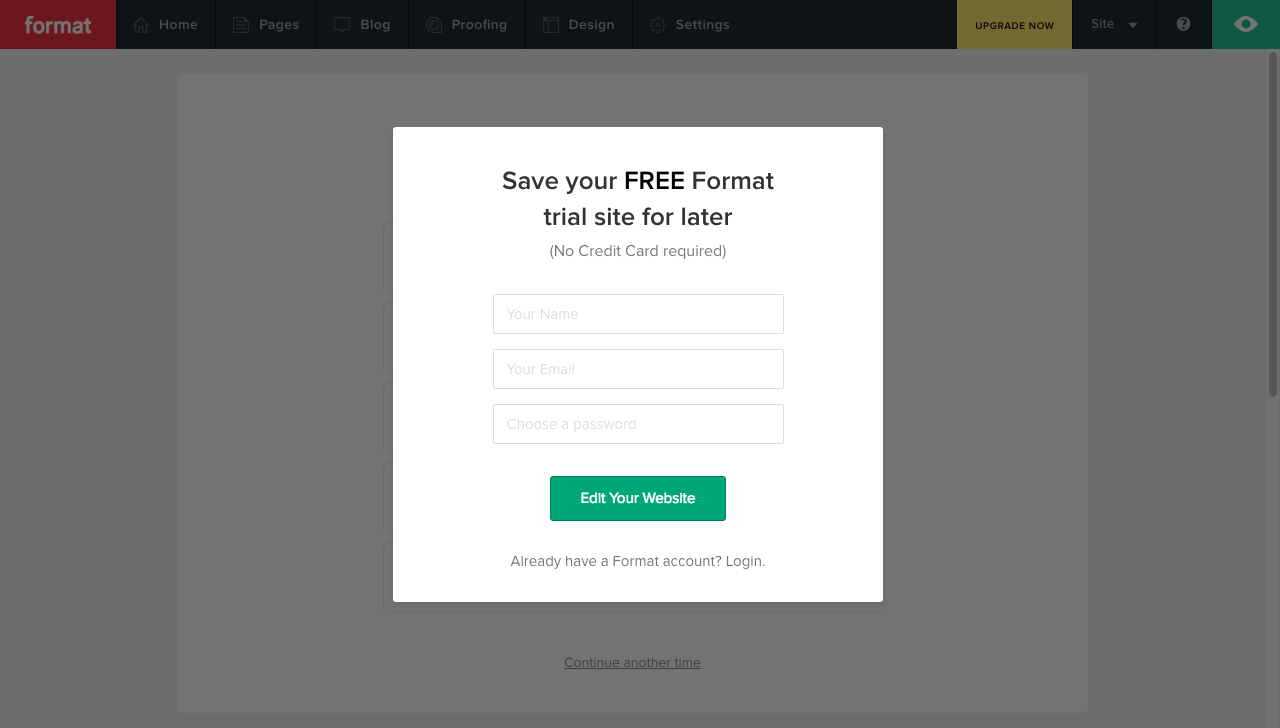 format
Home
Pages
Blog
Proofing
Design
Settings
UPGRADE NOW
Site
?
Save your FREE Format
trial site for later
(No Credit Card required)
Your Name
Your Email
Choose a password
Edit Your Website
Already have a Format account? Login.
Continue another time